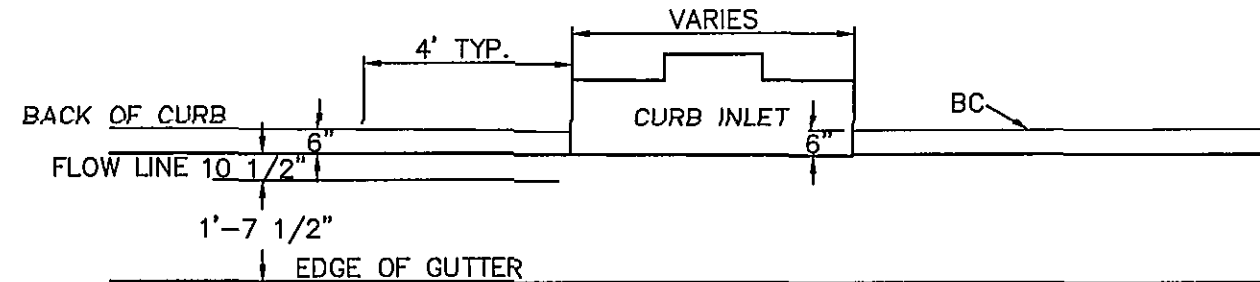 VARIES
4' TYP.
BACK OF CURB
6"
CURB INLET
6"
BC
FLOW LINE 10 1/2"
1'-7 1/2"
EDGE OF GUTTER